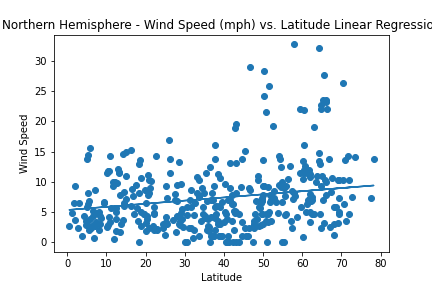 Northern Hemisphere - Wind Speed (mph) vs. Latitude Linear Regressio
30
25
20
15
10
5
0
Wind Speed
0 10 20 30 40 50 60 70 80
Latitude